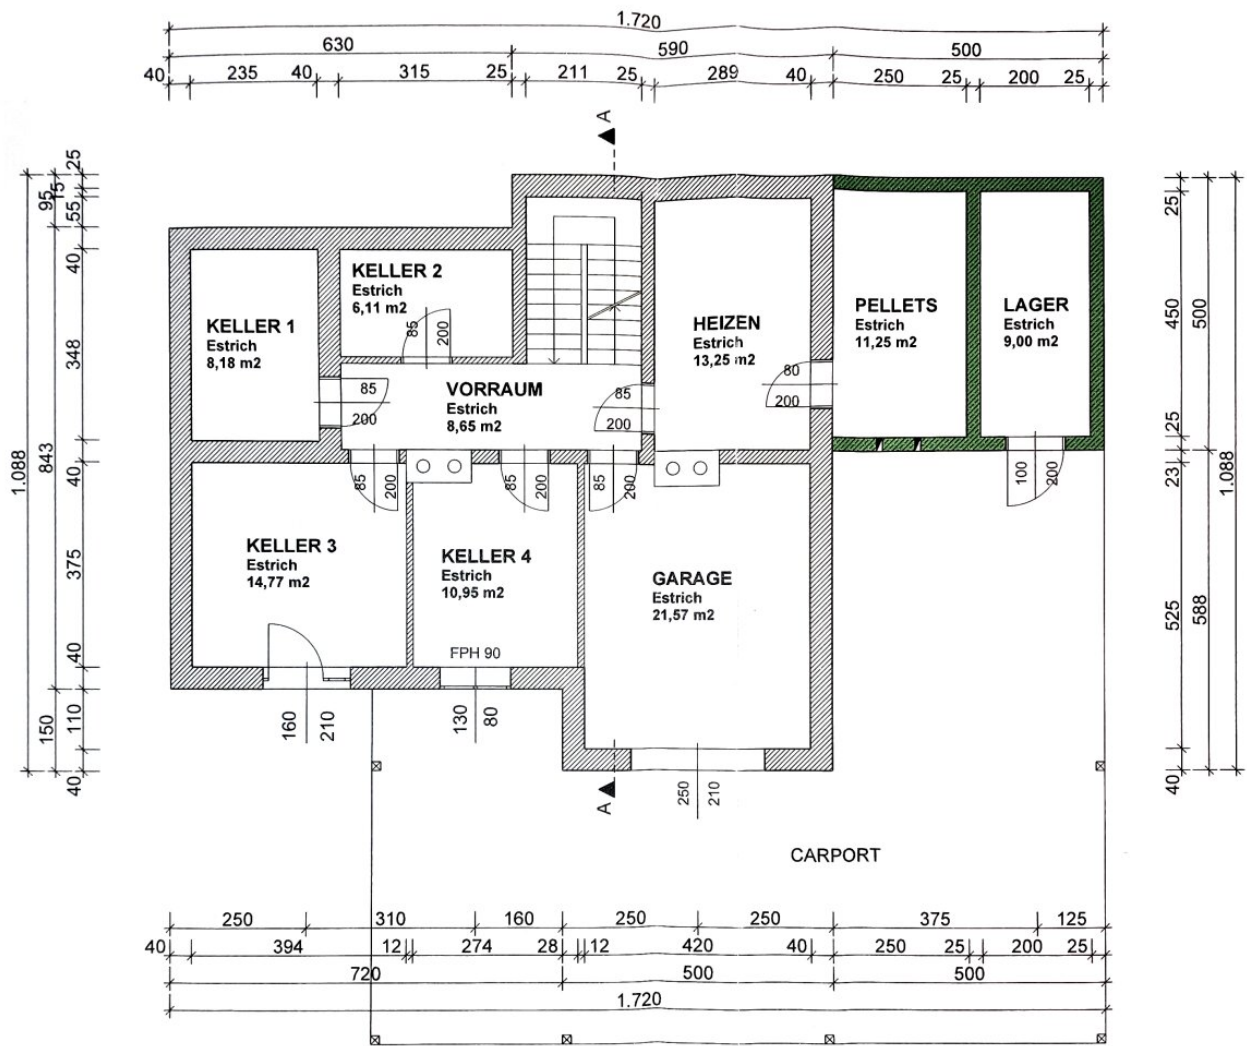 1.720
630 590 500
40 235 40 315 25 211 25 289 40 250 25 200 25
A
25
15
95
55
40
348
843
1.088
40
375
40
110
150
40
25
450
500
25
23
1.088
525
588
40
KELLER 1
Estrich
8,18 m2
KELLER 2
Estrich
6,11 m2
85
200
HEIZEN
Estrich
13,25 m2
PELLETS
Estrich
11,25 m2
LAGER
Estrich
9,00 m2
85
200
VORRAUM
Estrich
8,65 m2
85
200
80
200
85 200
85 200
85 200
100 200
KELLER 3
Estrich
14,77 m2
KELLER 4
Estrich
10,95 m2
GARAGE
Estrich
21,57 m2
FPH 90
160 210
130 80
A
250 210
CARPORT
250 310 160 250 250 375 125
40 394 12 274 28 12 420 40 250 25 200 25
720 500 500
1.720